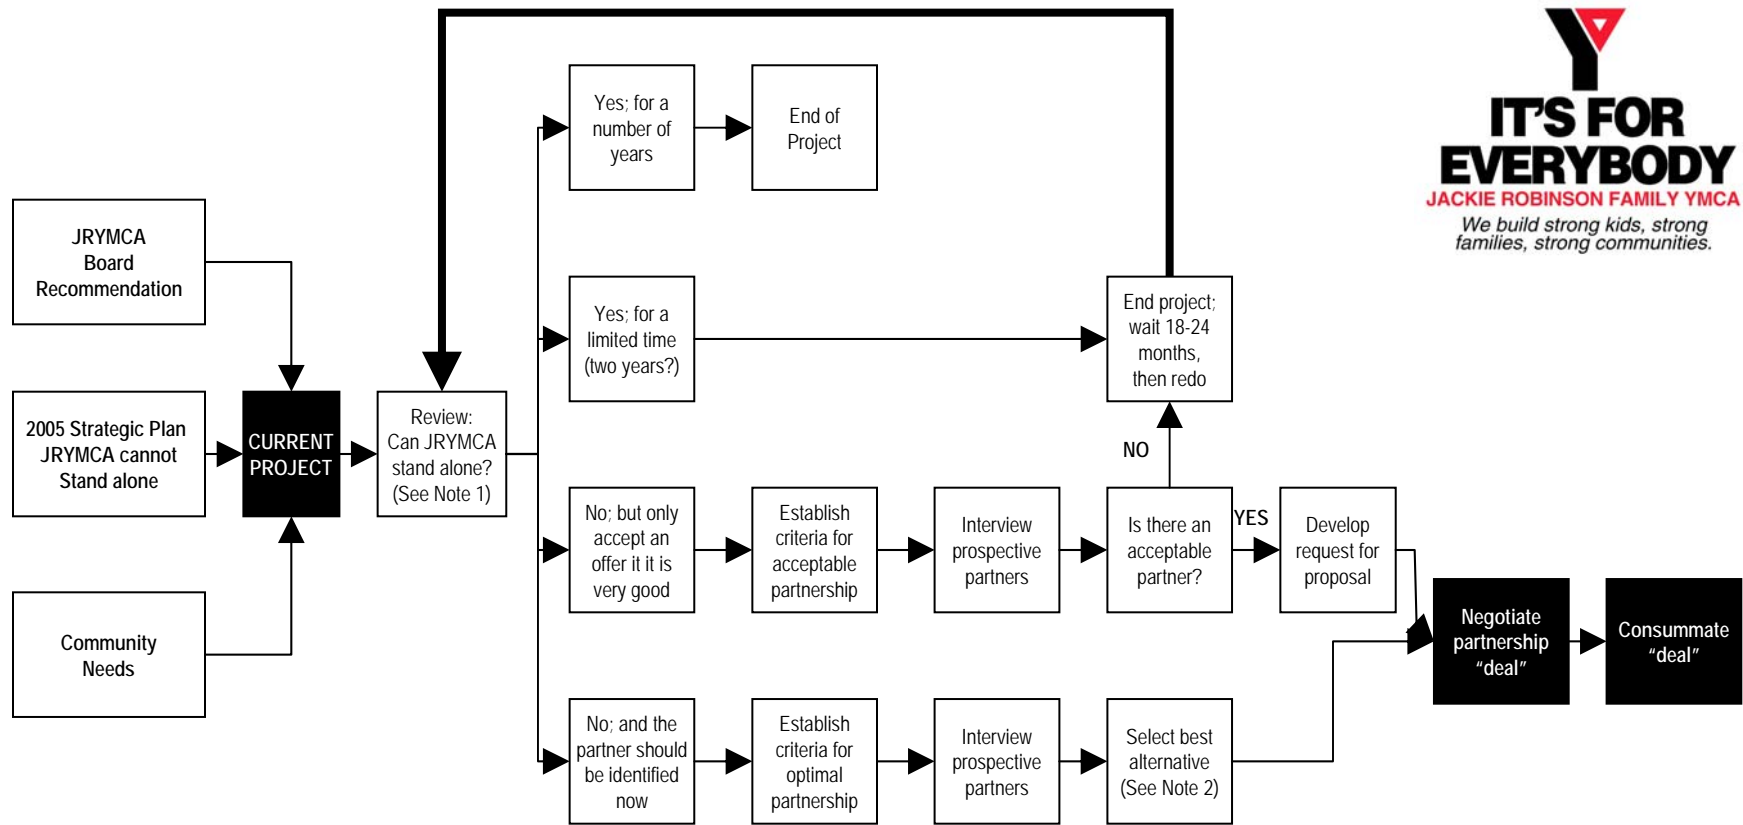 IT'S FOR
EVERYBODY
JACKIE ROBINSON FAMILY YMCA
We build strong kids, strong
families, strong communities.
JRYMCA
Board
Recommendation
2005 Strategic Plan
JRYMCA cannot
Stand alone
Community
Needs
CURRENT
PROJECT
Review:
Can JRYMCA
stand alone?
(See Note 1)
Yes; for a
number of
years
End of
Project
Yes; for a
limited time
(two years?)
End project;
wait 18-24
months,
then redo
No; but only
accept an
offer it it is
very good
Establish
criteria for
acceptable
partnership
Interview
prospective
partners
Is there an
acceptable
partner?
NO
YES
Develop
request for
proposal
No; and the
partner should
be identified
now
Establish
criteria for
optimal
partnership
Interview
prospective
partners
Select best
alternative
(See Note 2)
Negotiate
partnership
“deal”
Consummate
“deal”